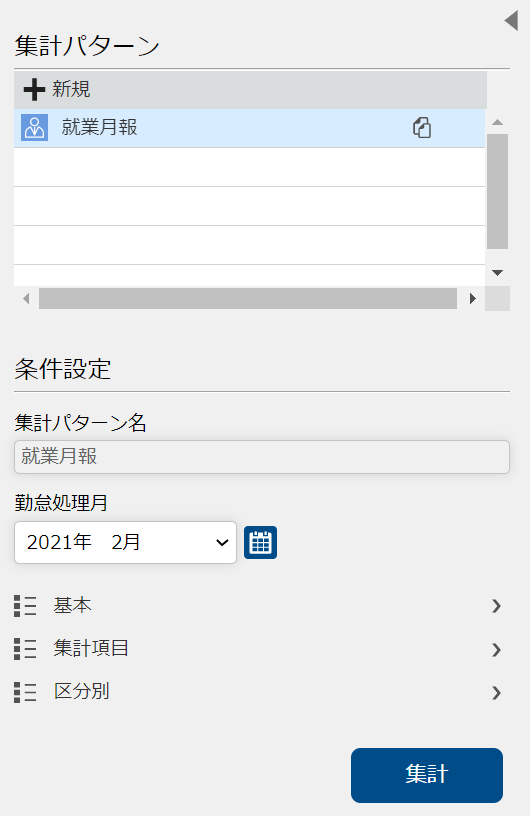 集計パターン
新規
就業月報
条件設定
集計パターン名
就業月報
勤怠処理月
2021年　2月
基本
集計項目
区分別
集計